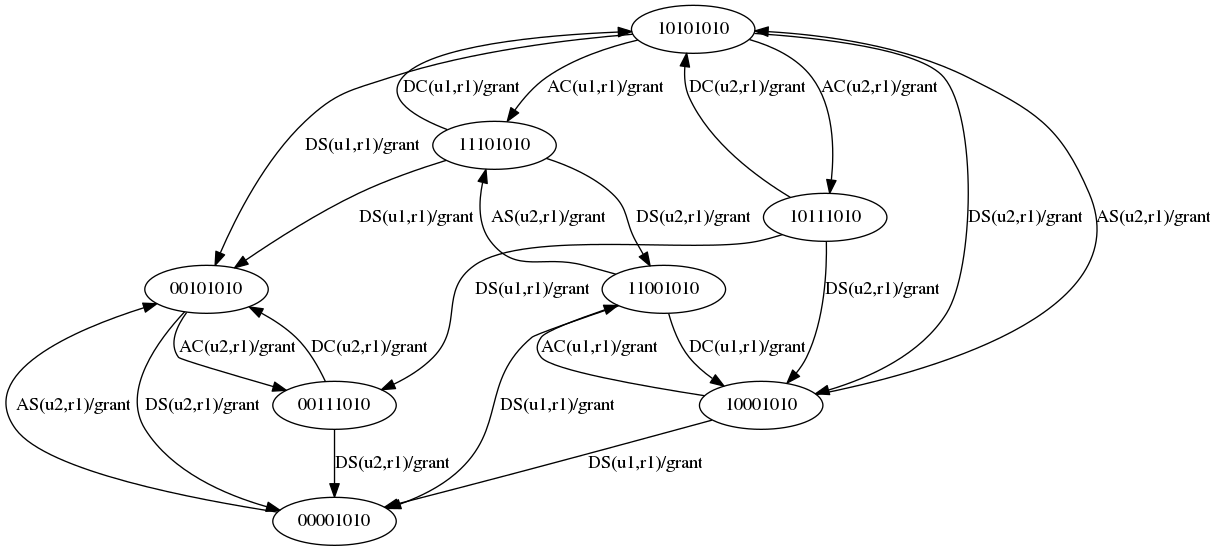 10101010
DC(u1,r1)/grant
AC(u1,r1)/grant
DC(u2,r1)/grant
AC(u2,r1)/grant
DS(u1,r1)/grant
11101010
DS(u1,r1)/grant
AS(u2,r1)/grant
DS(u2,r1)/grant
10111010
DS(u2,r1)/grant
AS(u2,r1)/grant
00101010
DS(u1,r1)/grant
11001010
DS(u2,r1)/grant
AC(u2,r1)/grant
DC(u2,r1)/grant
AC(u1,r1)/grant
DC(u1,r1)/grant
AS(u2,r1)/grant
DS(u2,r1)/grant
00111010
DS(u1,r1)/grant
10001010
DS(u2,r1)/grant
DS(u1,r1)/grant
00001010